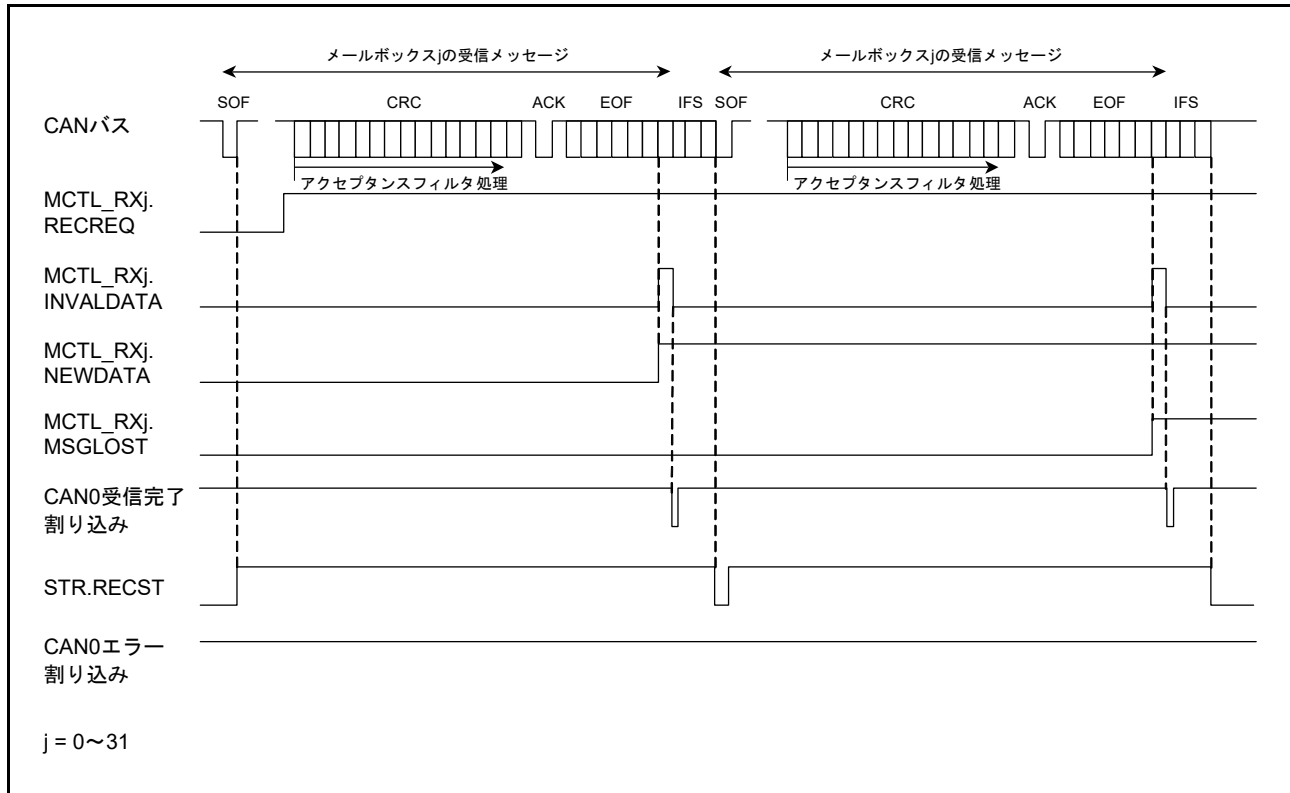 メールボックスjの受信メッセージ メールボックスjの受信メッセージ
SOF CRC ACK EOF IFS SOF CRC ACK EOF IFS
CANバス
アクセプタンスフィルタ処理 アクセプタンスフィルタ処理
MCTL_RXj.
RECREQ
MCTL_RXj.
INVALDATA
MCTL_RXj.
NEWDATA
MCTL_RXj.
MSGLOST
CAN0受信完了
割り込み
STR.RECST
CAN0エラー
割り込み
j = 0〜31